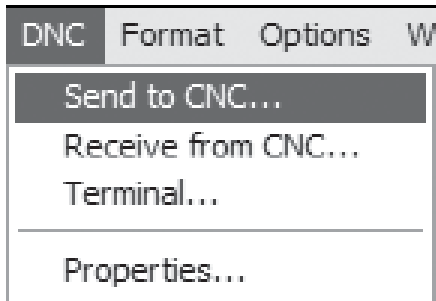 DNC Format Options W
Send to CNC...
Receive from CNC...
Terminal...
Properties...